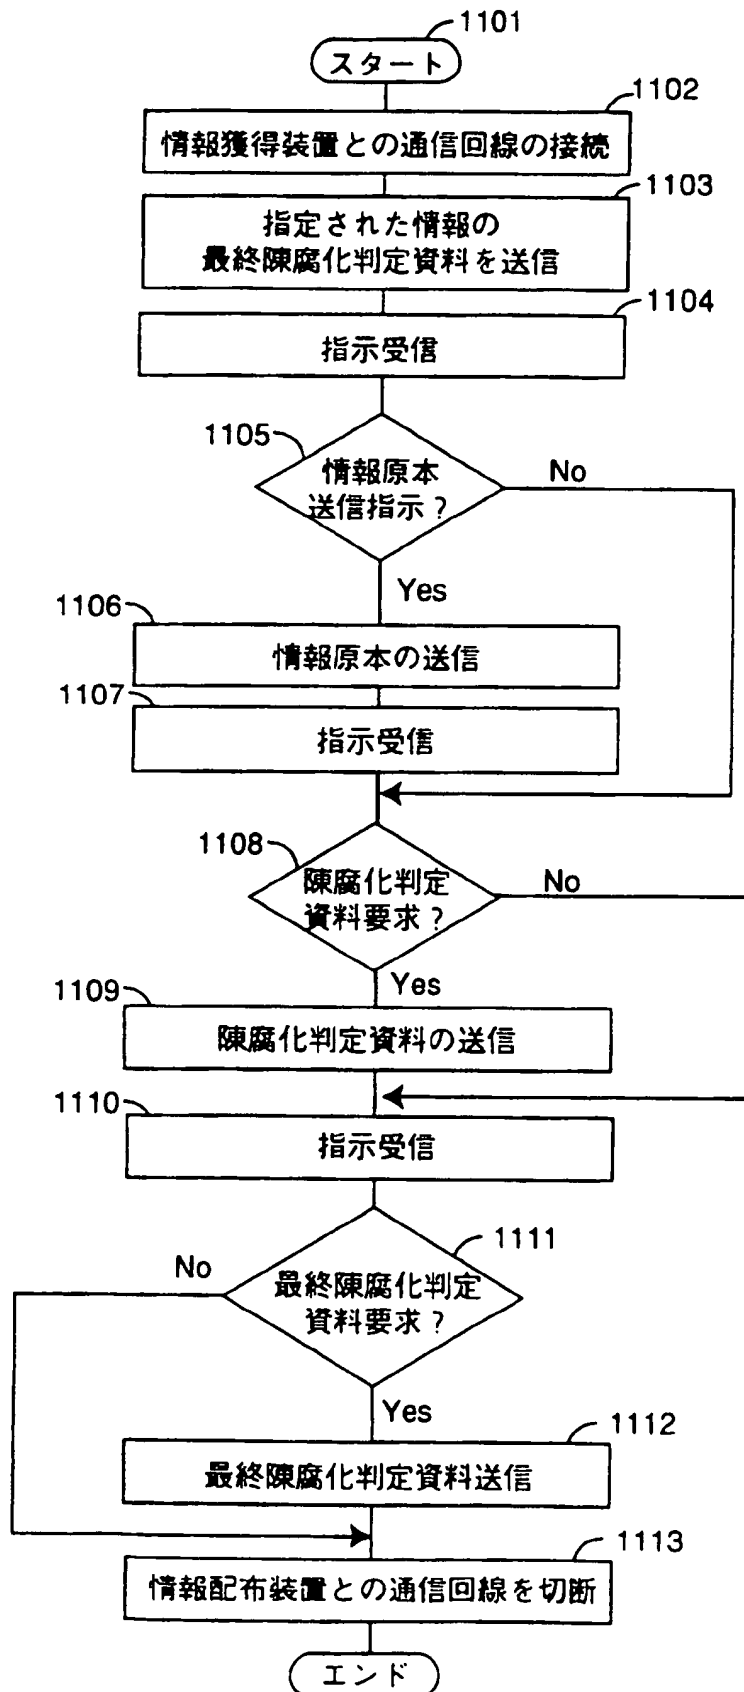 1101
スタート
1102
情報獲得装置との通信回線の接続
1103
指定された情報の
最終陳腐化判定資料を送信
1104
指示受信
1105
情報原本
送信指示?
No
Yes
1106
情報原本の送信
1107
指示受信
1108
陳腐化判定
資料要求?
No
Yes
1109
陳腐化判定資料の送信
1110
指示受信
1111
No
最終陳腐化判定
資料要求?
Yes
1112
最終陳腐化判定資料送信
1113
情報配布装置との通信回線を切断
エンド